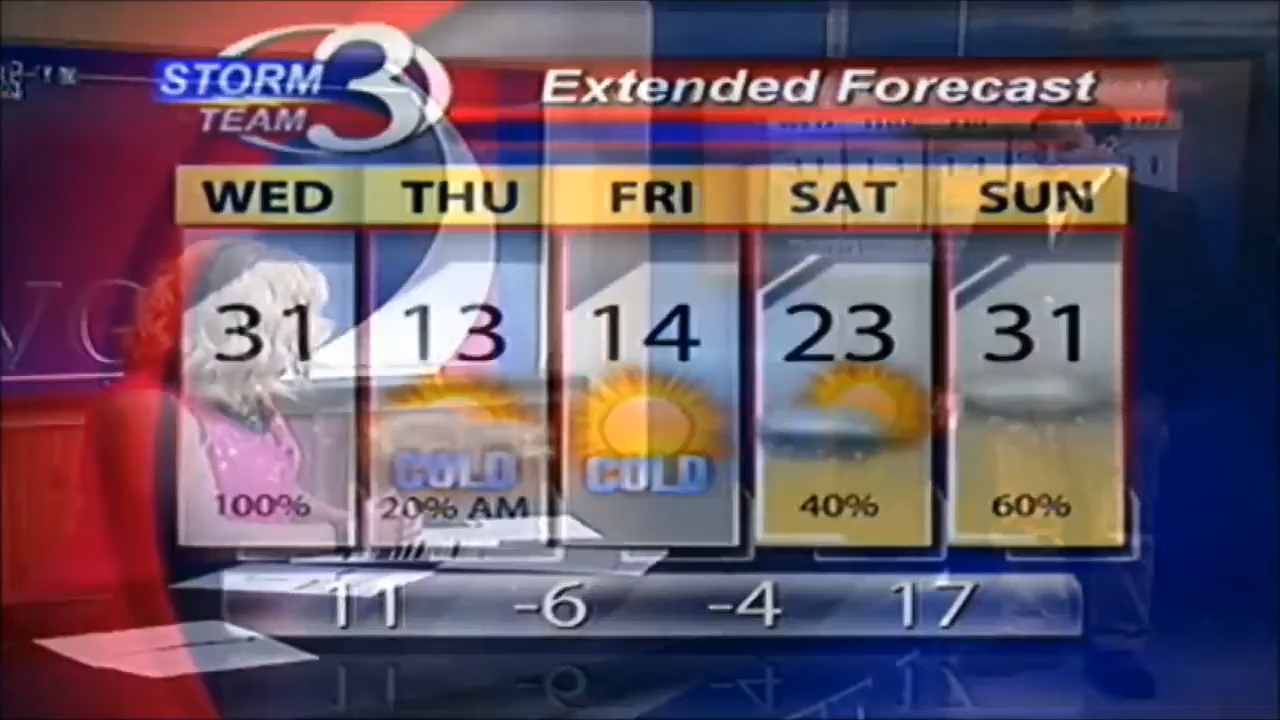 STORM TEAM 3
Extended Forecast
WED THU FRI SAT SUN
31 13 14 23 31
COLD COLD
100% 20% AM 40% 60%
11 -6 -4 17